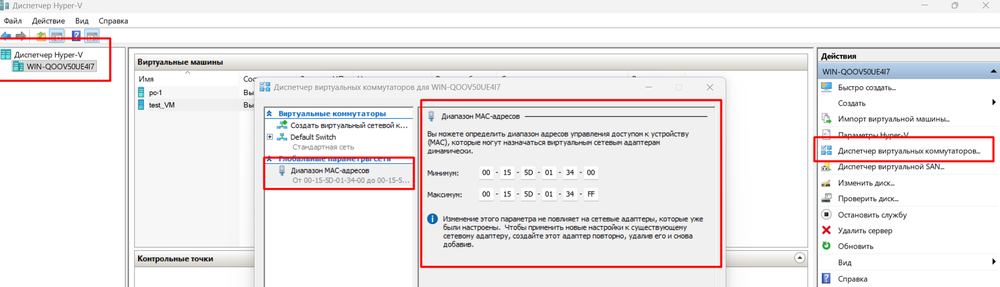 Диспетчер Hyper-V
Файл Действие Вид Справка
Диспетчер Hyper-V
WIN-QOOV50UE4I7
Виртуальные машины
Имя
pc-1
Вы
test_VM
Вы
Контрольные точки
Диспетчер виртуальных коммутаторов для WIN-QOOV50UE4I7
Виртуальные коммутаторы
Создать виртуальный сетевой к...
Default Switch
Стандартная сеть
Глобальные параметры сети
Диапазон MAC-адресов
От 00-15-5D-01-34-00 до 00-15-5...
Диапазон MAC-адресов
Вы можете определить диапазон адресов управления доступом к устройству
(MAC), которые могут назначаться виртуальным сетевым адаптерам
динамически.
Минимум: 00 - 15 - 5D - 01 - 34 - 00
Максимум: 00 - 15 - 5D - 01 - 34 - FF
Изменение этого параметра не повлияет на сетевые адаптеры, которые уже
были настроены. Чтобы применить новые настройки к существующему
сетевому адаптеру, создайте этот адаптер повторно, удалив его и снова
добавив.
Действия
WIN-QOOV50UE4I7
Быстро создать...
Создать
Импорт виртуальной машины...
Параметры Hyper-V...
Диспетчер виртуальных коммутаторов...
Диспетчер виртуальной SAN...
Изменить диск...
Проверить диск...
Остановить службу
Удалить сервер
Обновить
Вид
Справка